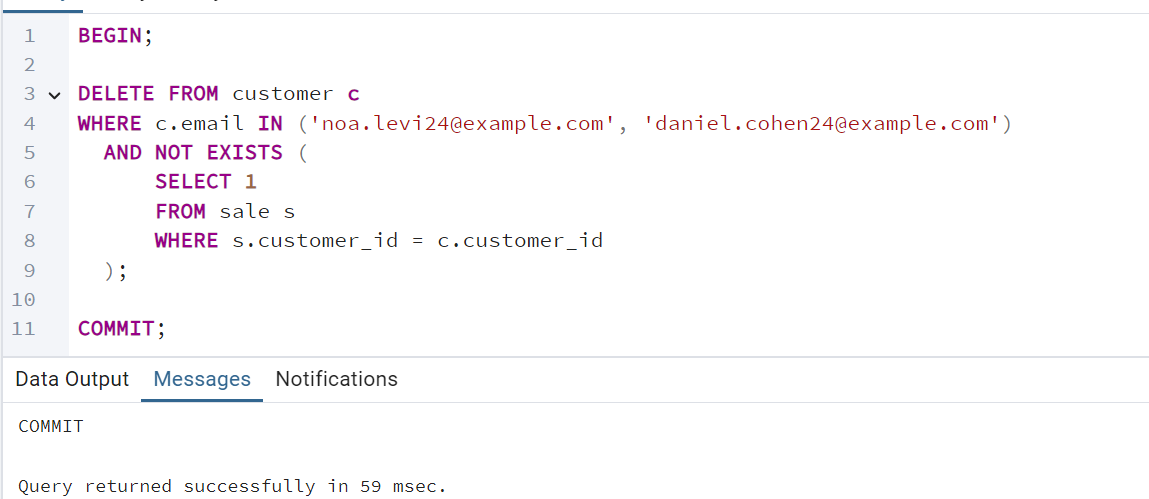 1 BEGIN;
2
3 DELETE FROM customer c
4 WHERE c.email IN ('noa.levi24@example.com', 'daniel.cohen24@example.com')
5 AND NOT EXISTS (
6 SELECT 1
7 FROM sale s
8 WHERE s.customer_id = c.customer_id
9 );
10
11 COMMIT;
Data Output Messages Notifications
COMMIT
Query returned successfully in 59 msec.